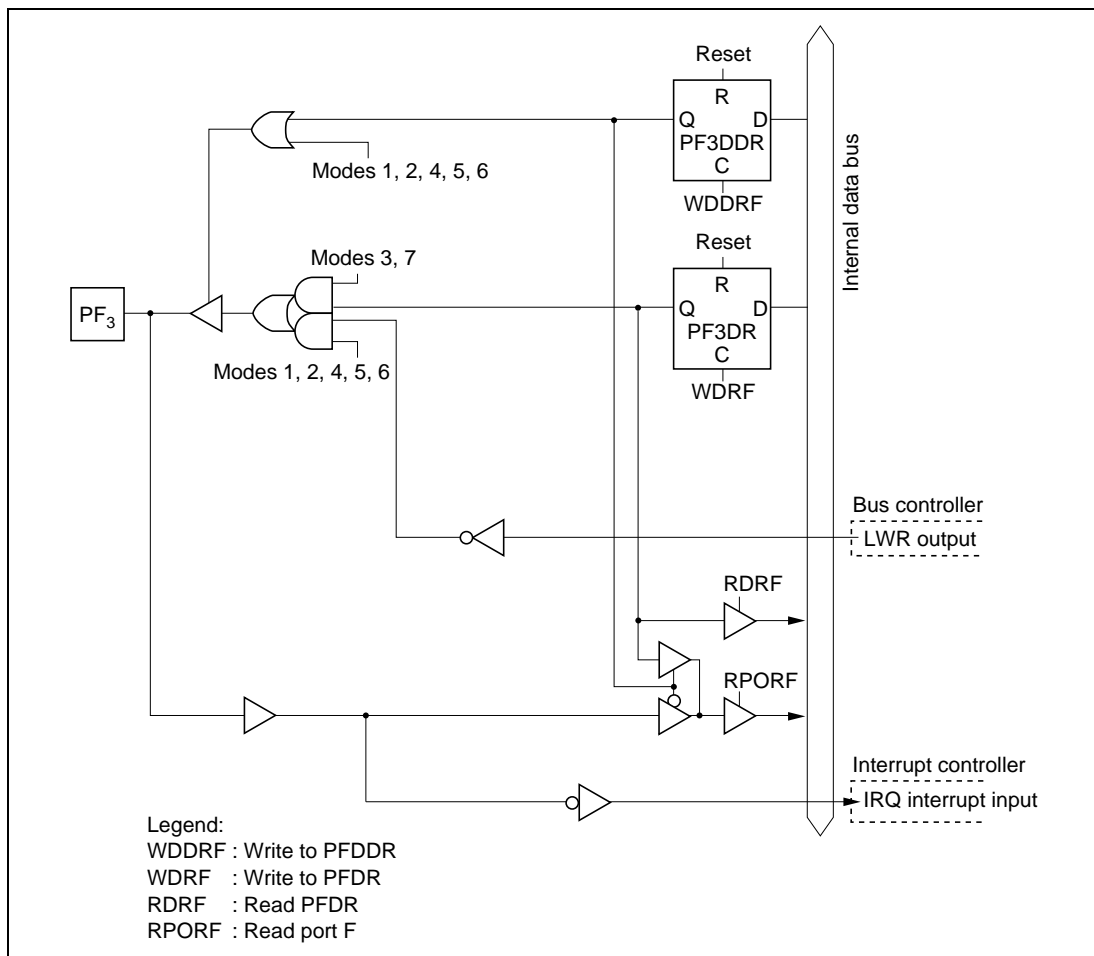 Reset
R
Q D
PF3DDR
C
WDDRF
Modes 1, 2, 4, 5, 6
Internal data bus
Reset
R
Q D
PF3DR
C
WDRF
Modes 3, 7
PF3
Modes 1, 2, 4, 5, 6
Bus controller
LWR output
RDRF
RPORF
Interrupt controller
IRQ interrupt input
Legend:
WDDRF : Write to PFDDR
WDRF : Write to PFDR
RDRF : Read PFDR
RPORF : Read port F